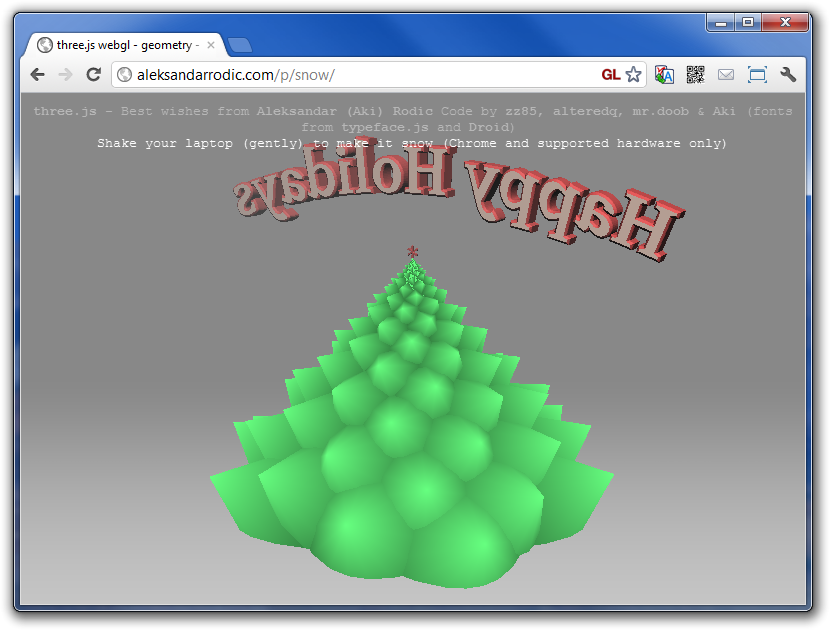 three.js webgl - geometry -
aleksandarrodic.com/p/snow/
GL
three.js - Best wishes from Aleksandar (Aki) Rodic Code by zz85, alteredq, mr.doob & Aki (fonts
from typeface.js and Droid)
Shake your laptop (gently) to make it snow (Chrome and supported hardware only)
Happy Holidays